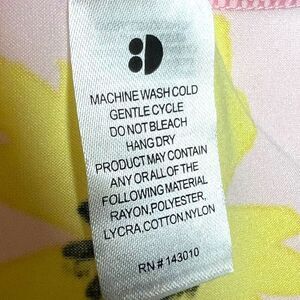 MACHINE WASH COLD
GENTLE CYCLE
DO NOT BLEACH
HANG DRY
PRODUCT MAY CONTAIN
ANY OR ALL OF THE
FOLLOWING MATERIAL
RAYON,POLYESTER,
LYCRA,COTTON,NYLON
RN # 143010